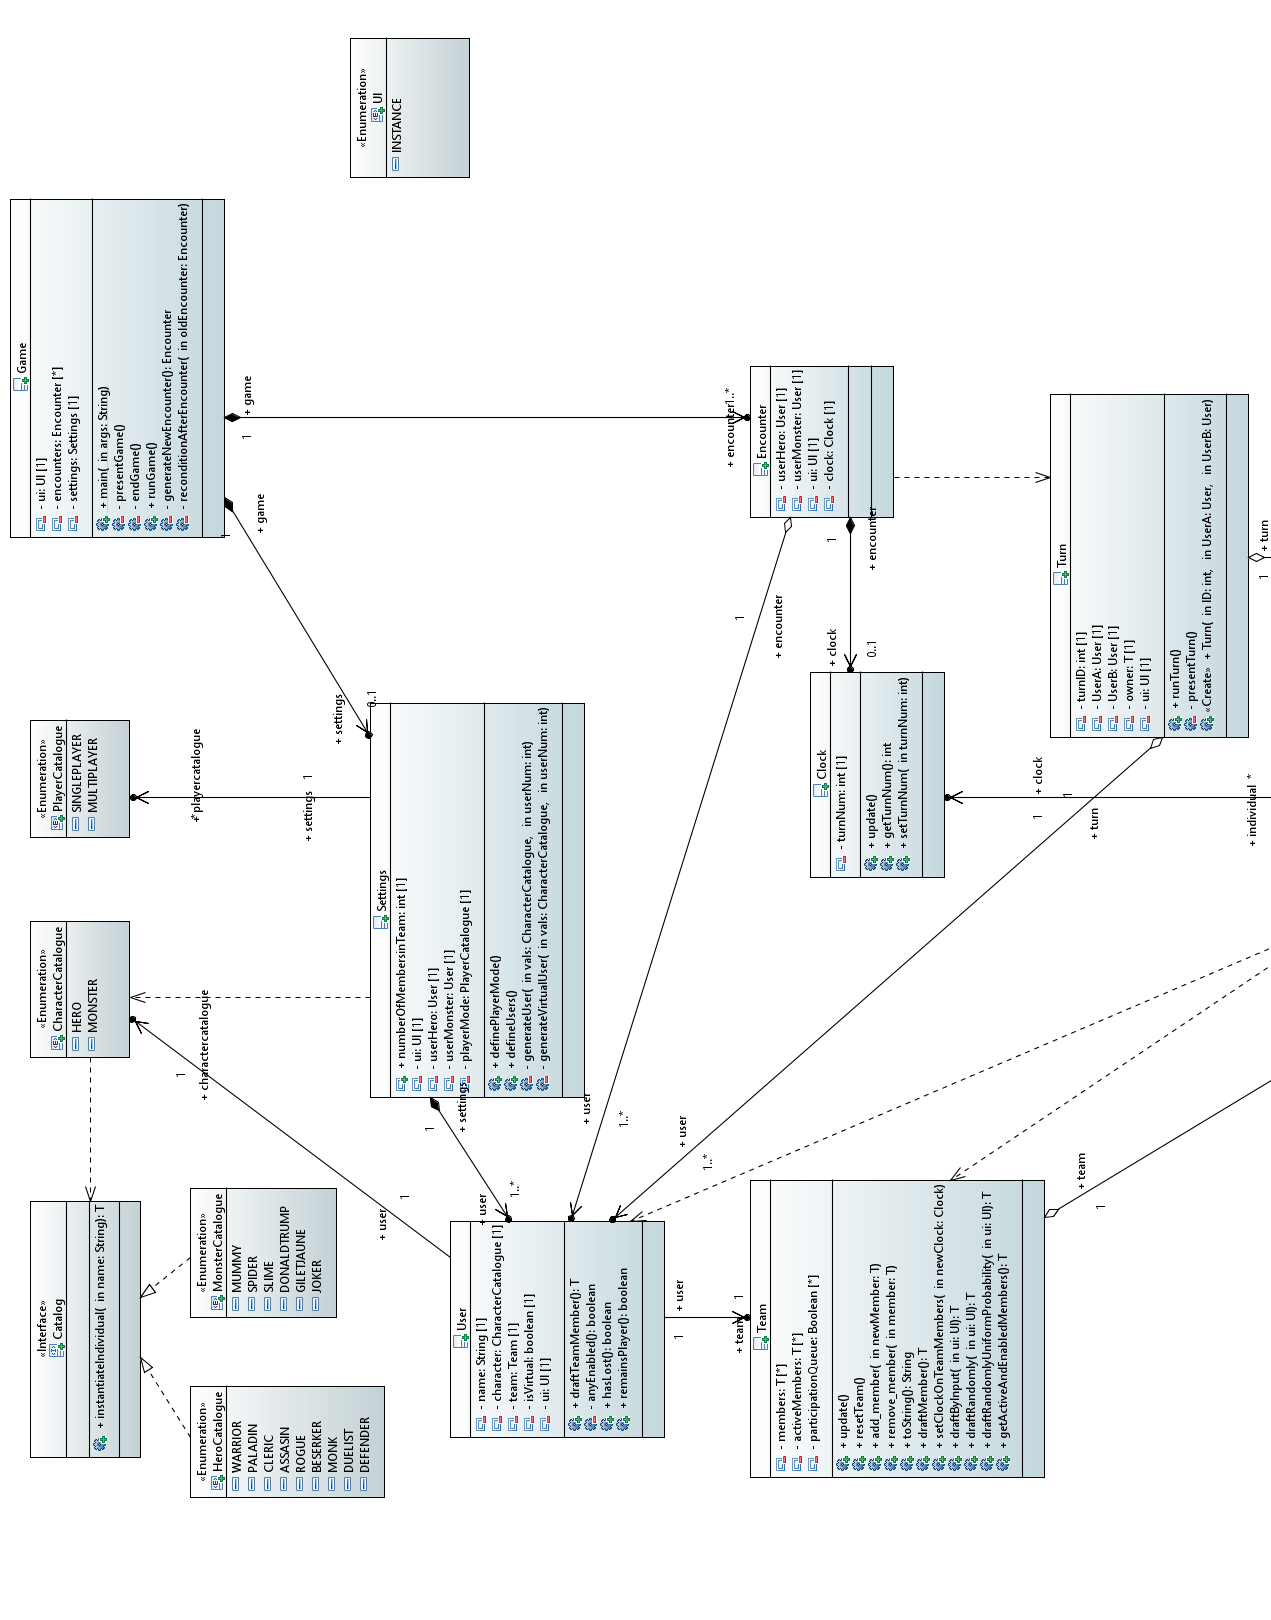 «Enumeration»
UI
INSTANCE
Game
- ui: UI [1]
- encounters: Encounter [*]
- settings: Settings [1]
+ main( in args: String)
- presentGame()
- endGame()
+ runGame()
- generateNewEncounter(): Encounter
- reconditionAfterEncounter( in oldEncounter: Encounter)
+ game
1
+ encounter
1..*
+ game
1
+ settings
0..1
Encounter
- userHero: User [1]
- userMonster: User [1]
- ui: UI [1]
- clock: Clock [1]
+ encounter
1
+ clock
0..1
+ encounter
1
+ user
1..*
Turn
- turnID: int [1]
- UserA: User [1]
- UserB: User [1]
- owner: T [1]
- ui: UI [1]
+ runTurn()
- presentTurn()
«Create» + Turn( in ID: int, in UserA: User, in UserB: User)
+ turn
1
+ turn
1
+ user
1..*
Clock
- turnNum: int [1]
+ update()
+ getTurnNum(): int
+ setTurnNum( in turnNum: int)
+ clock
1
+ individual
*
«Enumeration»
PlayerCatalogue
SINGLEPLAYER
MULTIPLAYER
+ playercatalogue
*
+ settings
1
Settings
+ numberOfMembersinTeam: int [1]
- ui: UI [1]
- userHero: User [1]
- userMonster: User [1]
- playerMode: PlayerCatalogue [1]
+ definePlayerMode()
+ defineUsers()
- generateUser( in vals: CharacterCatalogue, in userNum: int)
- generateVirtualUser( in vals: CharacterCatalogue, in userNum: int)
+ settings
1
+ user
1..*
«Enumeration»
CharacterCatalogue
HERO
MONSTER
+ charactercatalogue
1
+ user
1
«Interface»
Catalog
+ instantiateIndividual( in name: String): T
«Enumeration»
MonsterCatalogue
MUMMY
SPIDER
SLIME
DONALDTRUMP
GILETJAUNE
JOKER
«Enumeration»
HeroCatalogue
WARRIOR
PALADIN
CLERIC
ASSASIN
ROGUE
BESERKER
MONK
DUELIST
DEFENDER
User
- name: String [1]
- character: CharacterCatalogue [1]
- team: Team [1]
- isVirtual: boolean [1]
- ui: UI [1]
+ draftTeamMember(): T
- anyEnabled(): boolean
+ hasLost(): boolean
+ remainsPlayer(): boolean
+ user
1
+ team
1
Team
- members: T [*]
- activeMembers: T [*]
- participationQueue: Boolean [*]
+ update()
+ resetTeam()
+ add_member( in newMember: T)
+ remove_member( in member: T)
+ toString(): String
+ draftMember(): T
+ setClockOnTeamMembers( in newClock: Clock)
+ draftByInput( in ui: UI): T
+ draftRandomly( in ui: UI): T
+ draftRandomlyUniformProbability( in ui: UI): T
+ getActiveAndEnabledMembers(): T
+ team
1